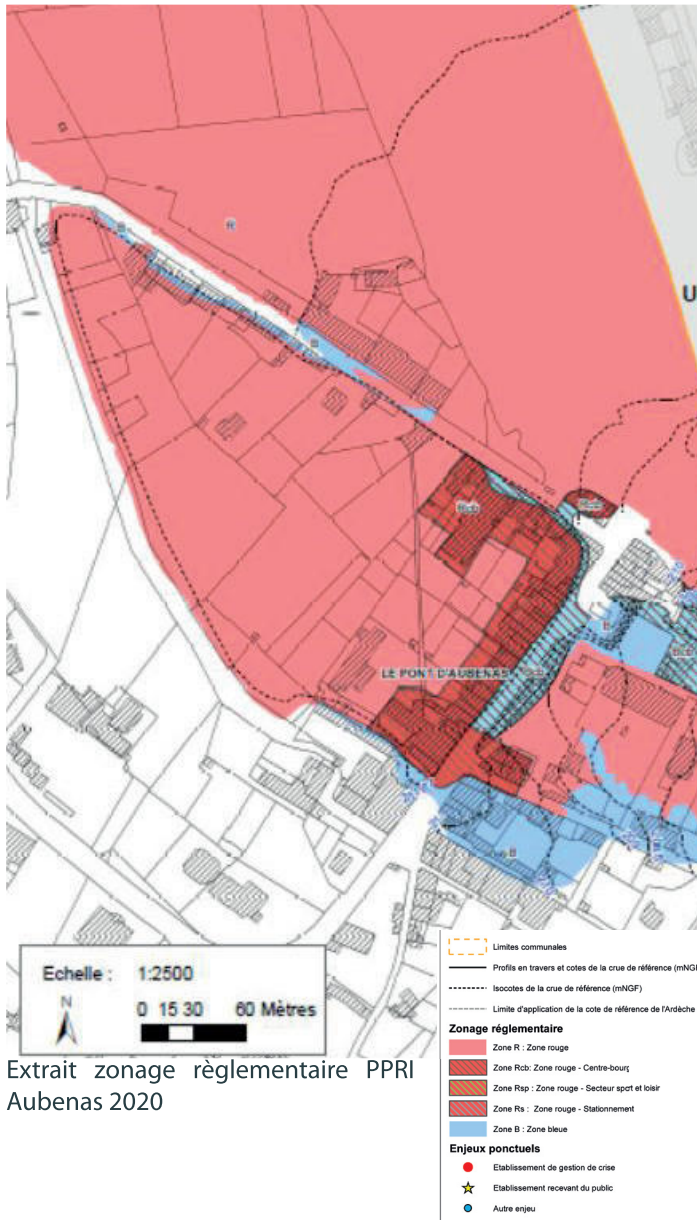 U
B
R
B
Rcb
Rcb
B
Bcb
LE PONT D'AUBENAS
Bcb
B
Echelle : 1:2500
N
0 15 30 60 Mètres
Extrait zonage règlementaire PPRI
Aubenas 2020
Limites communales
Profils en travers et cotes de la crue de référence (mNGF
Isocotes de la crue de référence (mNGF)
Limite d'application de la cote de référence de l'Ardèche
Zonage réglementaire
Zone R : Zone rouge
Zone Rcb: Zone rouge - Centre-bourg
Zone Rsp : Zone rouge - Secteur sport et loisir
Zone Rs : Zone rouge - Stationnement
Zone B : Zone bleue
Enjeux ponctuels
Etablissement de gestion de crise
Etablissement recevant du public
Autre enjeu